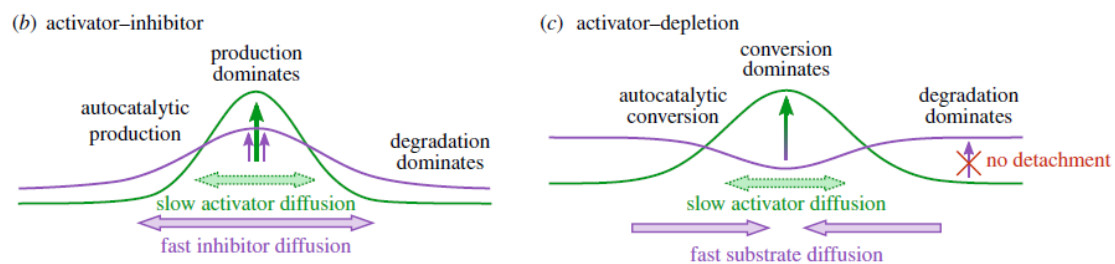 (b) activator–inhibitor
production
dominates
autocatalytic
production
degradation
dominates
slow activator diffusion
fast inhibitor diffusion
(c) activator–depletion
conversion
dominates
autocatalytic
conversion
degradation
dominates
no detachment
slow activator diffusion
fast substrate diffusion